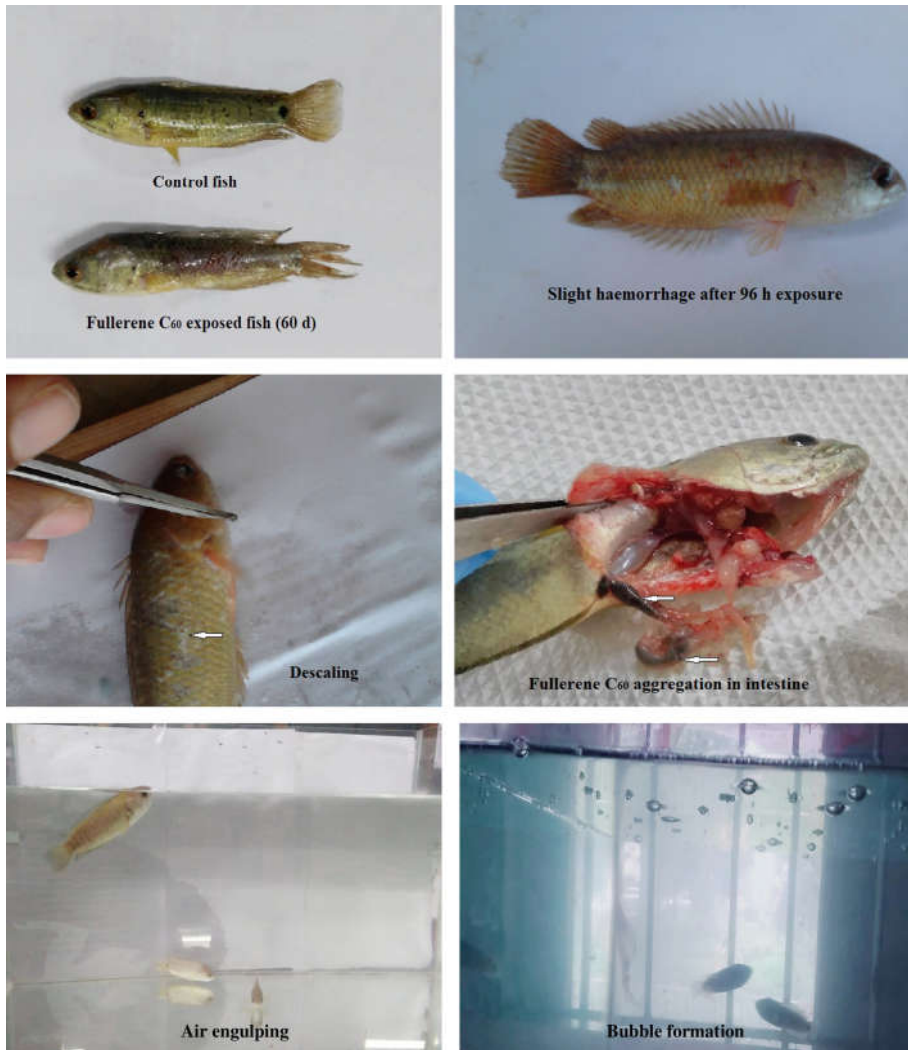 Control fish
Fullerene C₆₀ exposed fish (60 d)
Slight haemorrhage after 96 h exposure
Descaling
Fullerene C₆₀ aggregation in intestine
Air engulping
Bubble formation